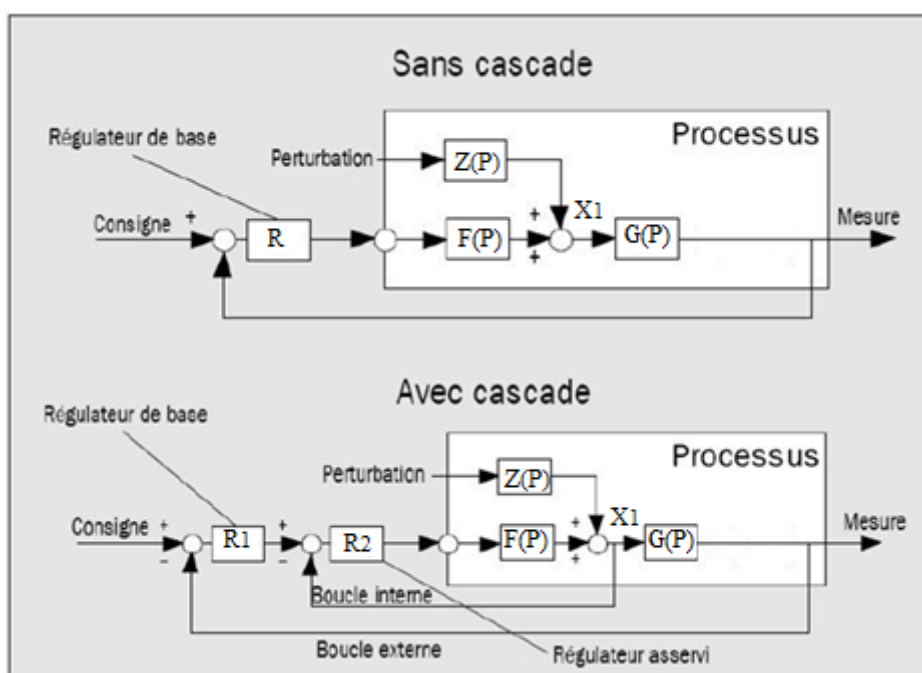 Sans cascade
Régulateur de base
Processus
Perturbation
Z(P)
X1
Mesure
Consigne
+
R
F(P)
+
+
G(P)
Avec cascade
Régulateur de base
Processus
Perturbation
Z(P)
X1
Mesure
Consigne
+
−
R1
+
−
R2
F(P)
+
+
G(P)
Boucle interne
Boucle externe
Régulateur asservi